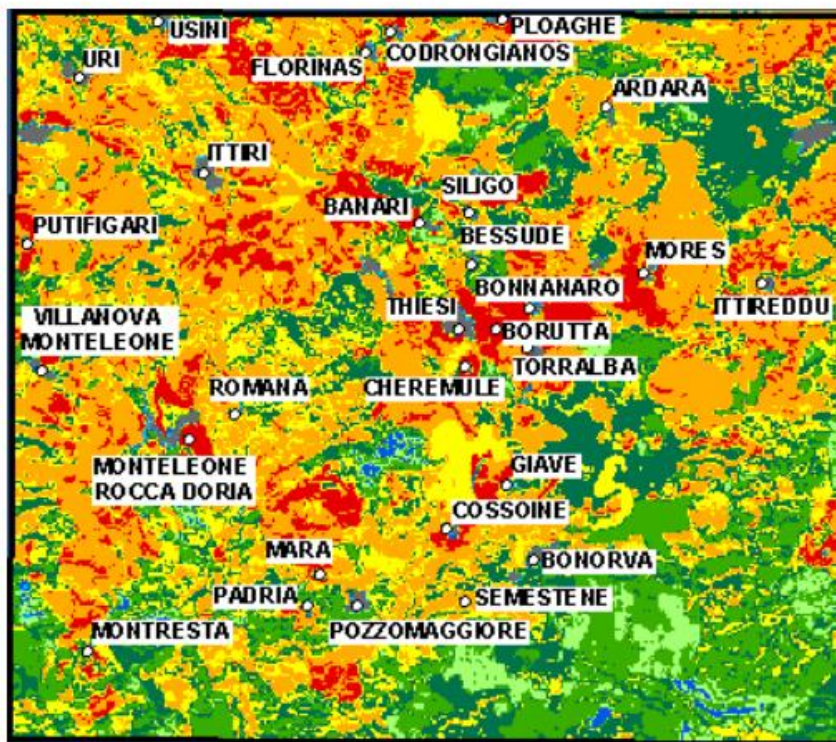 USINI
PLOAGHE
CODRONGIANOS
FLORINAS
URI
ARDARA
ITTIRI
SILIGO
BANARI
PUTIFIGARI
BESSUDE
MORES
BONNANARO
ITTIREDDU
THIESI
BORUTTA
VILLANOVA
MONTELEONE
TORRALBA
CHEREMULE
ROMANA
MONTELEONE
ROCCA DORIA
GIAVE
COSSOINE
MARA
BONORVA
PADRIA
SEMESTENE
POZZOMAGGIORE
MONTRESTA